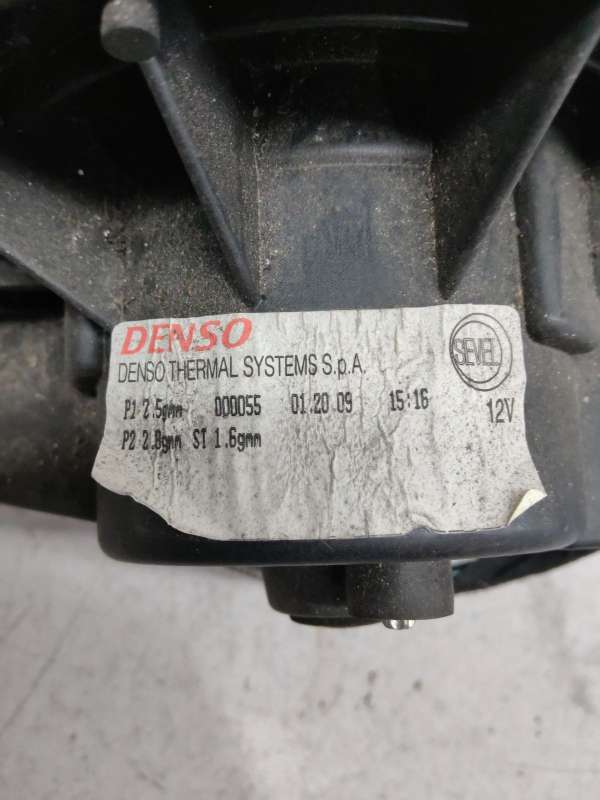 DENSO
DENSO THERMAL SYSTEMS S.p.A.
SEVEL
P1 2.5gmm 000055 01.20 09 15:16 12V
P2 2.8gmm ST 1.6gmm